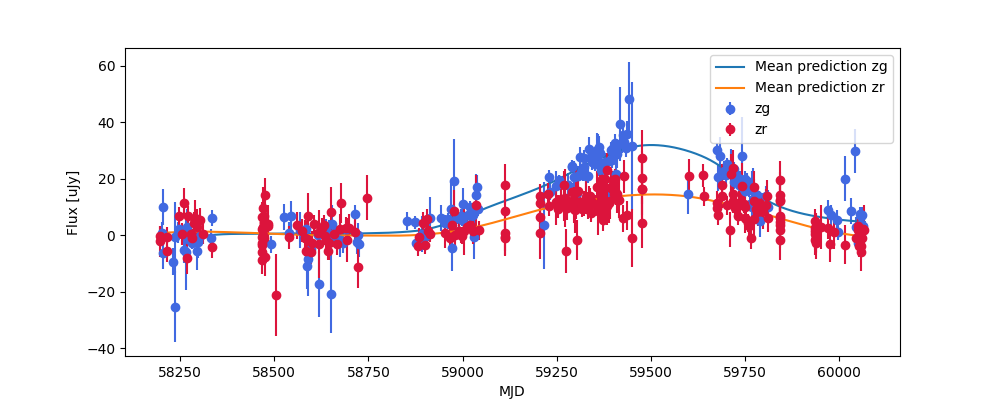 Mean prediction zg
Mean prediction zr
zg
zr
60
40
20
0
−20
−40
Flux [uJy]
58250
58500
58750
59000
59250
59500
59750
60000
MJD